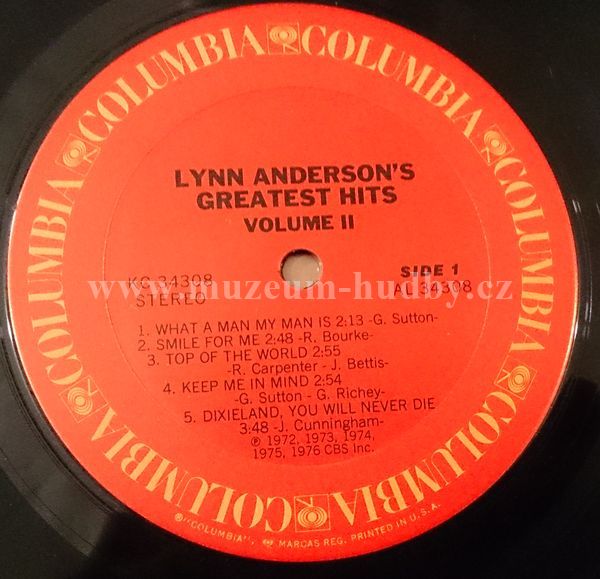 COLUMBIA COLUMBIA COLUMBIA COLUMBIA COLUMBIA COLUMBIA
LYNN ANDERSON'S
GREATEST HITS
VOLUME II
KC 34308
STEREO
SIDE 1
AL 34308
www.muzeum-hudby.cz
1. WHAT A MAN MY MAN IS 2:13 -G. Sutton-
2. SMILE FOR ME 2:48 -R. Bourke-
3. TOP OF THE WORLD 2:55
-R. Carpenter - J. Bettis-
4. KEEP ME IN MIND 2:54
-G. Sutton - G. Richey-
5. DIXIELAND, YOU WILL NEVER DIE
3:48 -J. Cunningham-
℗ 1972, 1973, 1974,
1975, 1976 CBS Inc.
®"COLUMBIA", MARCAS REG. PRINTED IN U.S.A.